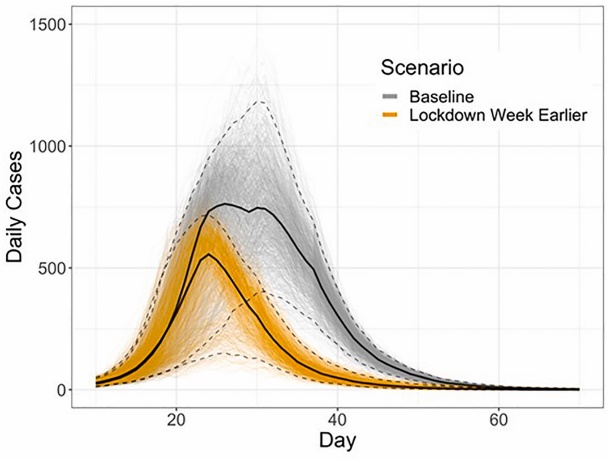 1500
1000
500
0
Daily Cases
Scenario
Baseline
Lockdown Week Earlier
20 40 60
Day